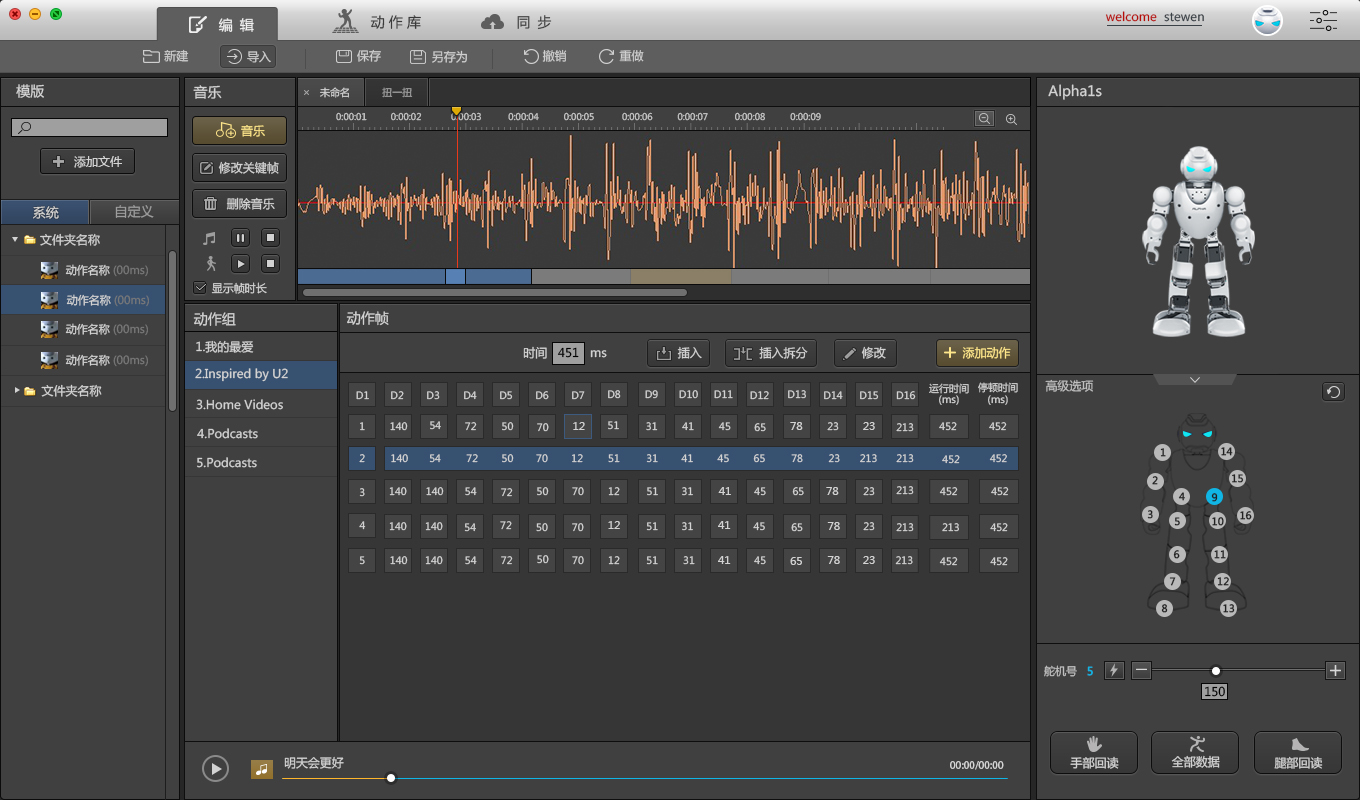 编 辑
动 作 库
同 步
welcome stewen
新建
导入
保存
另存为
撤销
重做
模版
添加文件
系统
自定义
文件夹名称
动作名称 (00ms)
动作名称 (00ms)
动作名称 (00ms)
动作名称 (00ms)
文件夹名称
音乐
音乐
修改关键帧
删除音乐
显示帧时长
× 未命名
扭一扭
0:00:01 0:00:02 0:00:03 0:00:04 0:00:05 0:00:06 0:00:07 0:00:08 0:00:09
动作组
1.我的最爱
2.Inspired by U2
3.Home Videos
4.Podcasts
5.Podcasts
动作帧
时间 451 ms
插入
插入拆分
修改
添加动作
D1 D2 D3 D4 D5 D6 D7 D8 D9 D10 D11 D12 D13 D14 D15 D16 运行时间 (ms) 停顿时间 (ms)
1 140 54 72 50 70 12 51 31 41 45 65 78 23 23 213 452 452
2 140 54 72 50 70 12 51 31 41 45 65 78 23 213 213 452 452
3 140 140 54 72 50 70 12 51 31 41 45 65 78 23 213 452 452
4 140 140 54 72 50 70 12 51 31 41 45 65 78 23 213 213 452
5 140 140 54 72 50 70 12 51 31 41 45 65 78 23 213 452 452
明天会更好
00:00/00:00
Alpha1s
高级选项
1 14
2 15
4 9
3 5 10 16
6 11
7 12
8 13
舵机号 5
150
手部回读
全部数据
腿部回读